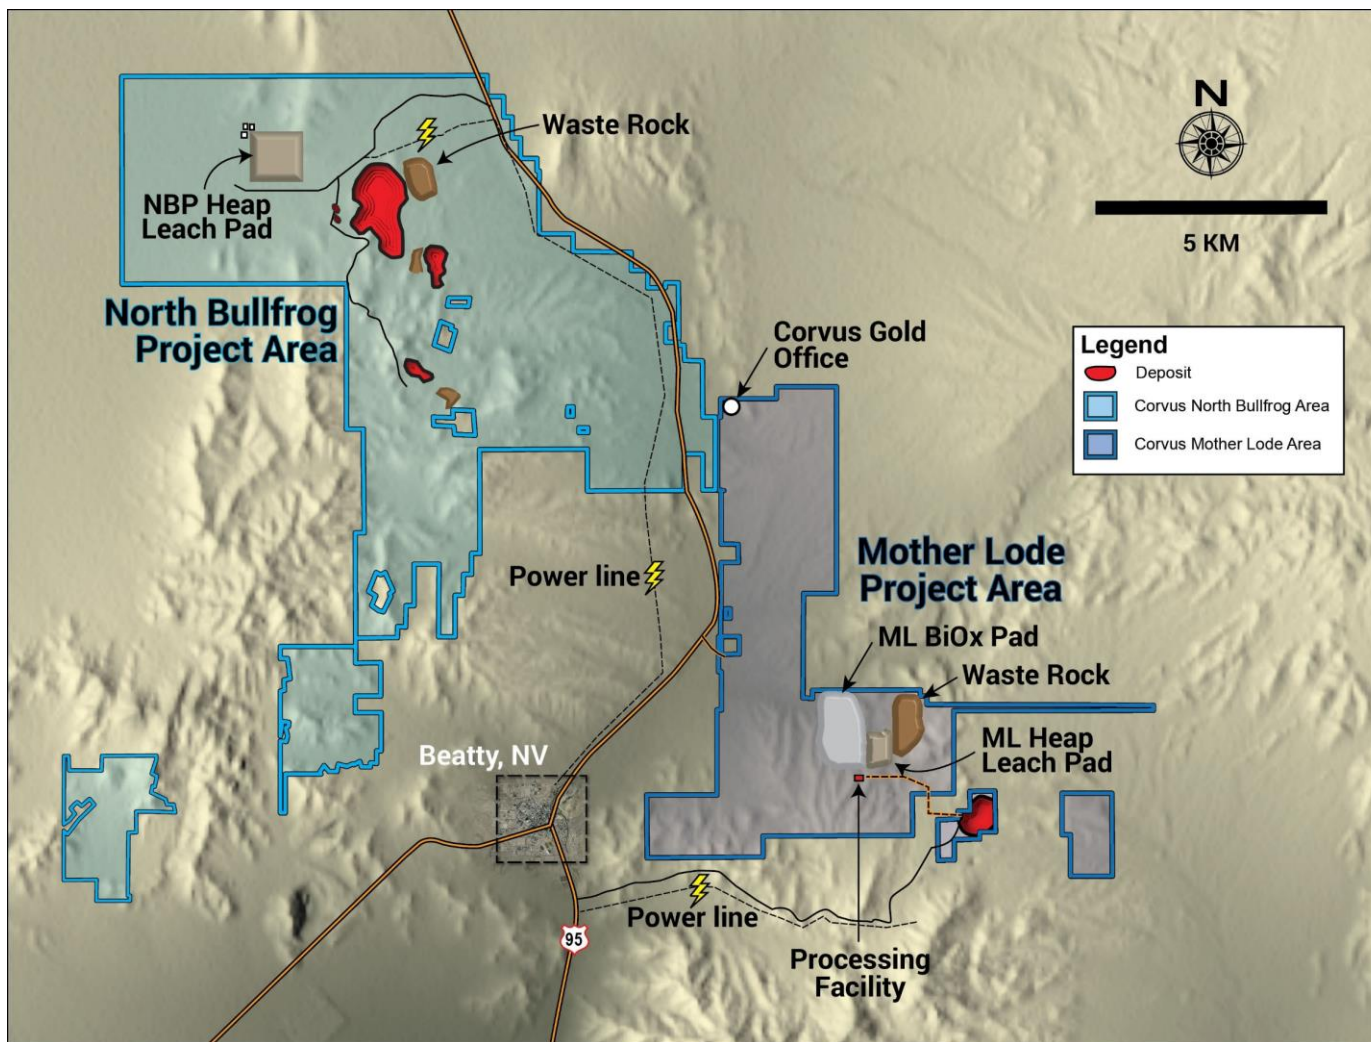 N
5 KM
Waste Rock
NBP Heap
Leach Pad
North Bullfrog
Project Area
Corvus Gold
Office
Legend
Deposit
Corvus North Bullfrog Area
Corvus Mother Lode Area
Power line
Mother Lode
Project Area
ML BiOx Pad
Waste Rock
ML Heap
Leach Pad
Beatty, NV
Power line
95
Processing
Facility